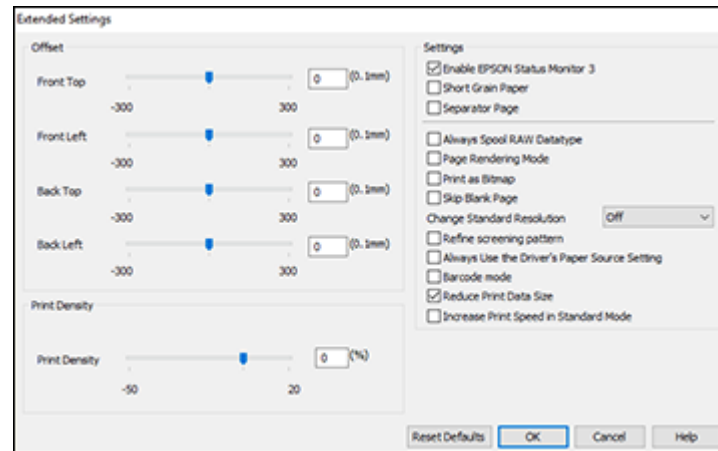 Extended Settings
Offset
Front Top
0
(0.1mm)
-300
300
Front Left
0
(0.1mm)
-300
300
Back Top
0
(0.1mm)
-300
300
Back Left
0
(0.1mm)
-300
300
Print Density
Print Density
0
(%)
-50
20
Settings
Enable EPSON Status Monitor 3
Short Grain Paper
Separator Page
Always Spool RAW Datatype
Page Rendering Mode
Print as Bitmap
Skip Blank Page
Change Standard Resolution
Off
Refine screening pattern
Always Use the Driver's Paper Source Setting
Barcode mode
Reduce Print Data Size
Increase Print Speed in Standard Mode
Reset Defaults
OK
Cancel
Help